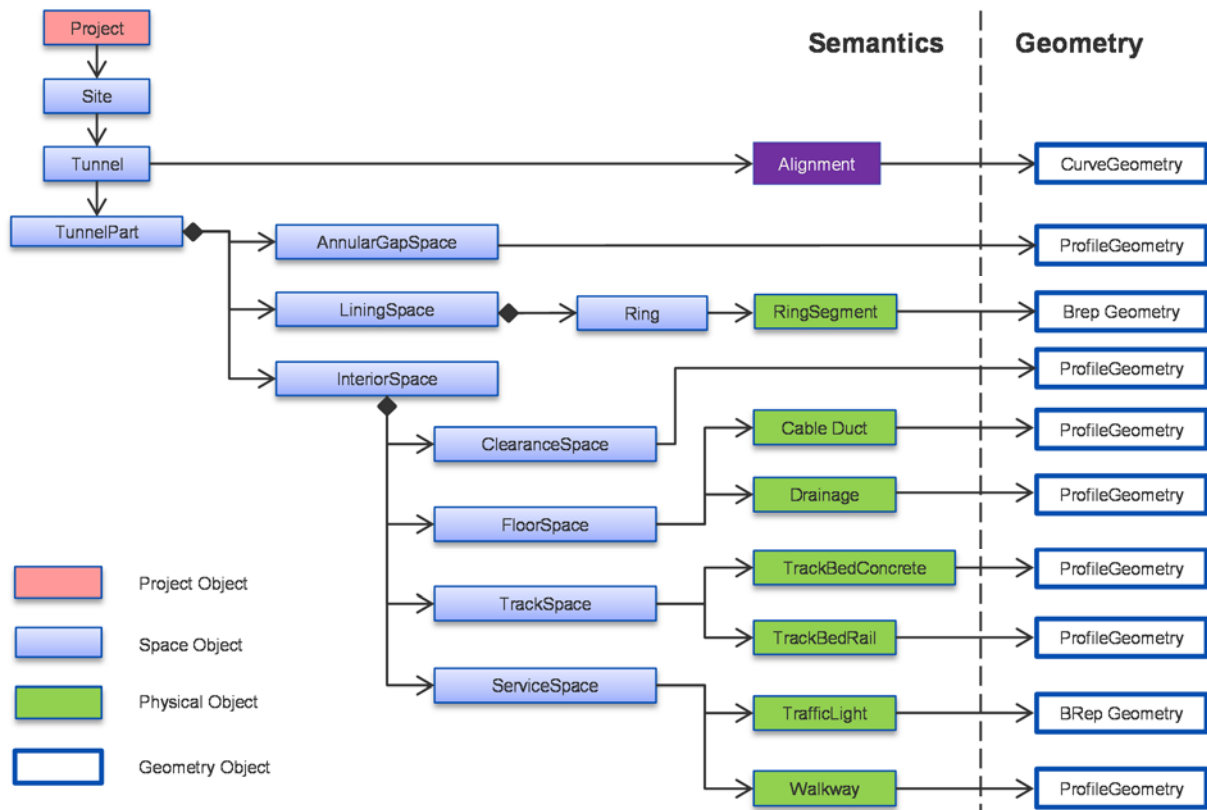 Project
Semantics
Geometry
Site
Tunnel
Alignment
CurveGeometry
TunnelPart
AnnularGapSpace
ProfileGeometry
LiningSpace
Ring
RingSegment
Brep Geometry
InteriorSpace
ProfileGeometry
ClearanceSpace
Cable Duct
ProfileGeometry
Drainage
ProfileGeometry
FloorSpace
TrackBedConcrete
ProfileGeometry
TrackSpace
TrackBedRail
ProfileGeometry
ServiceSpace
TrafficLight
BRep Geometry
Walkway
ProfileGeometry
Project Object
Space Object
Physical Object
Geometry Object